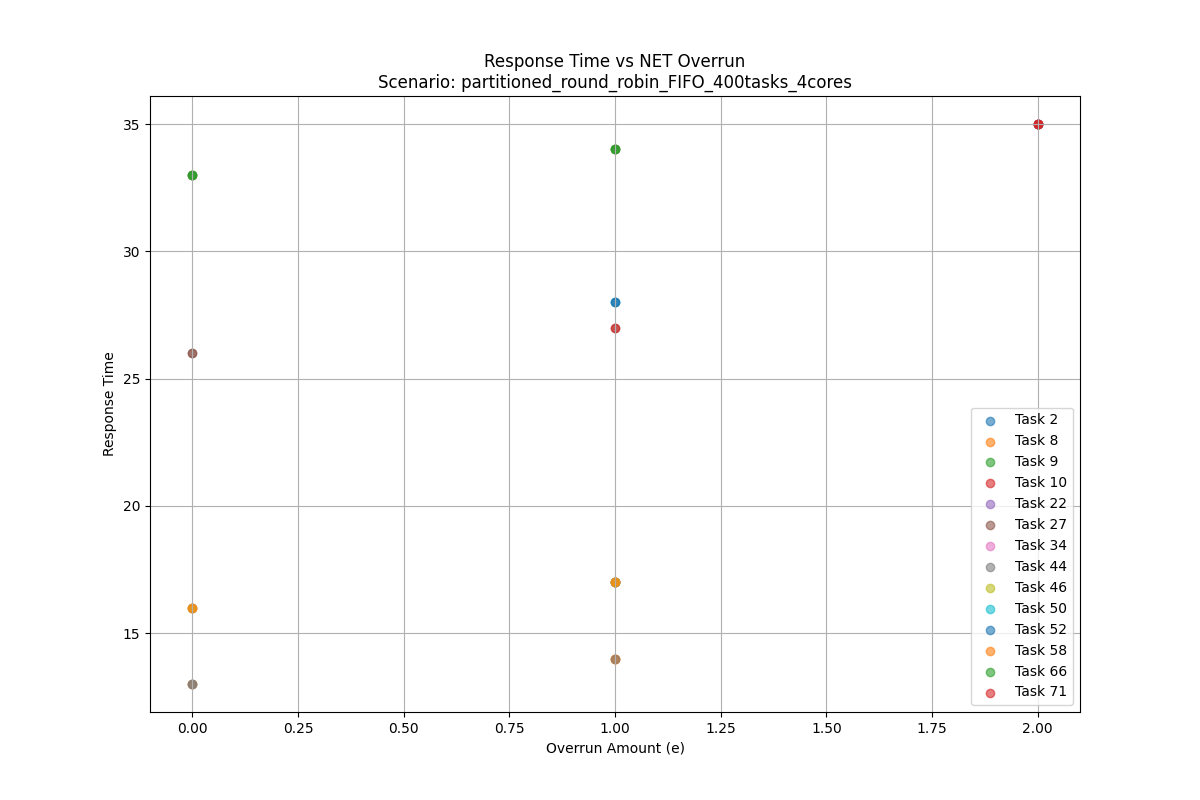 Response Time vs NET Overrun
Scenario: partitioned_round_robin_FIFO_400tasks_4cores
35
30
25
20
15
Response Time
0.00 0.25 0.50 0.75 1.00 1.25 1.50 1.75 2.00
Overrun Amount (e)
Task 2
Task 8
Task 9
Task 10
Task 22
Task 27
Task 34
Task 44
Task 46
Task 50
Task 52
Task 58
Task 66
Task 71